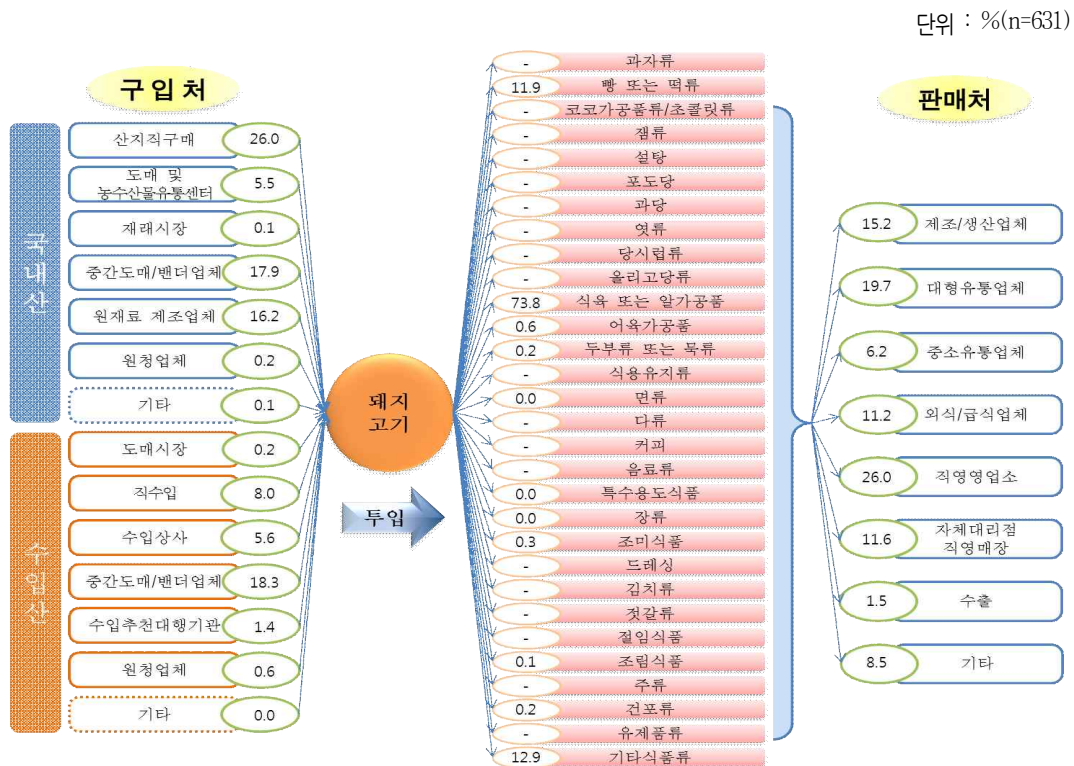 단위 : %(n=631)
구입처
국내산
산지직구매 26.0
도매 및
농수산물유통센터 5.5
재래시장 0.1
중간도매/밴더업체 17.9
원재료 제조업체 16.2
원청업체 0.2
기타 0.1
수입산
도매시장 0.2
직수입 8.0
수입상사 5.6
중간도매/밴더업체 18.3
수입추천대행기관 1.4
원청업체 0.6
기타 0.0
돼지
고기
투입
- 과자류
11.9 빵 또는 떡류
- 코코가공품류/초콜릿류
- 잼류
- 설탕
- 포도당
- 과당
- 엿류
- 당시럽류
- 올리고당류
73.8 식육 또는 알가공품
0.6 어육가공품
0.2 두부류 또는 묵류
- 식용유지류
0.0 면류
- 다류
- 커피
- 음료류
0.0 특수용도식품
0.0 장류
0.3 조미식품
- 드레싱
- 김치류
- 젓갈류
- 절임식품
0.1 조림식품
- 주류
0.2 건포류
- 유제품류
12.9 기타식품류
판매처
15.2 제조/생산업체
19.7 대형유통업체
6.2 중소유통업체
11.2 외식/급식업체
26.0 직영영업소
11.6 자체대리점
직영매장
1.5 수출
8.5 기타